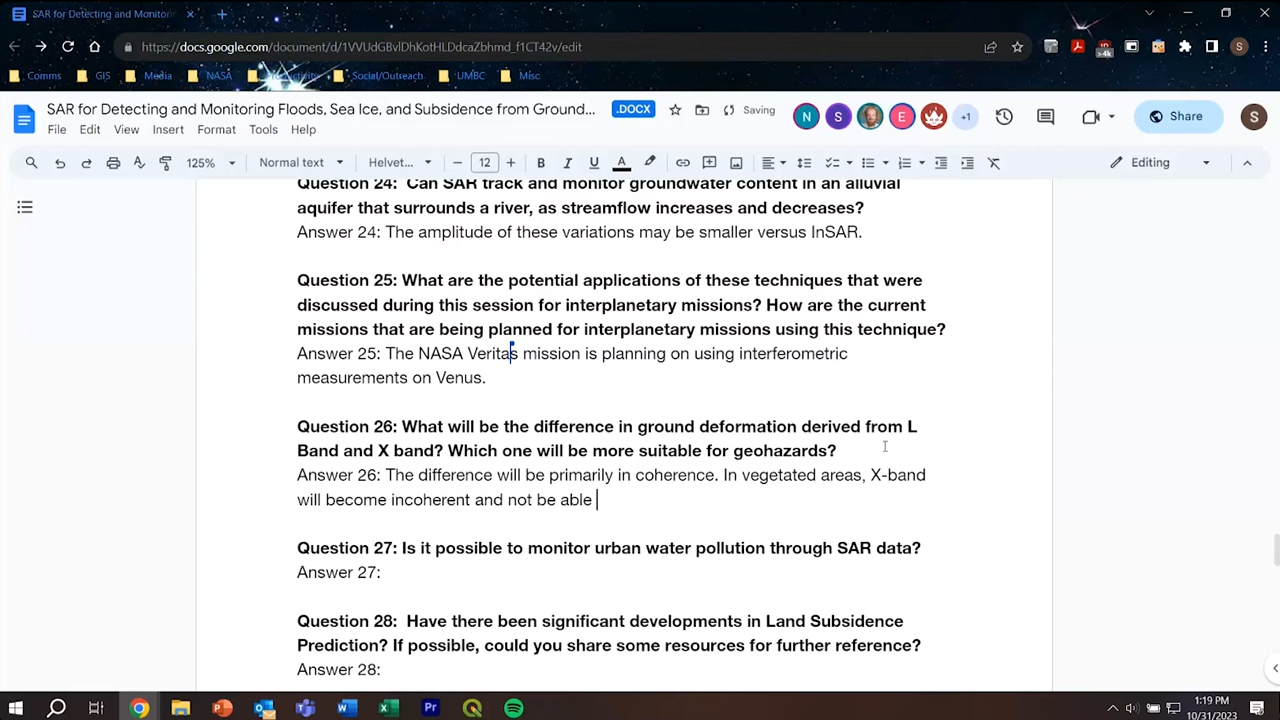 SAR for Detecting and Monitorin
https://docs.google.com/document/d/1VVUdGBvlDhKotHLDdcaZbhmd_f1CT42v/edit
S
>4k
Comms
GIS
Media
NASA
Social/Outreach
UMBC
Misc
SAR for Detecting and Monitoring Floods, Sea Ice, and Subsidence from Ground...
.DOCX
Saving
N
S
E
+1
Share
S
File Edit View Insert Format Tools Help
125%
Normal text
Helvet...
12
B I U A
Editing
Question 24: Can SAR track and monitor groundwater content in an alluvial
aquifer that surrounds a river, as streamflow increases and decreases?
Answer 24: The amplitude of these variations may be smaller versus InSAR.
Question 25: What are the potential applications of these techniques that were
discussed during this session for interplanetary missions? How are the current
missions that are being planned for interplanetary missions using this technique?
Answer 25: The NASA Veritas mission is planning on using interferometric
measurements on Venus.
Question 26: What will be the difference in ground deformation derived from L
Band and X band? Which one will be more suitable for geohazards?
Answer 26: The difference will be primarily in coherence. In vegetated areas, X-band
will become incoherent and not be able
Question 27: Is it possible to monitor urban water pollution through SAR data?
Answer 27:
Question 28: Have there been significant developments in Land Subsidence
Prediction? If possible, could you share some resources for further reference?
Answer 28:
1:19 PM
10/31/2023